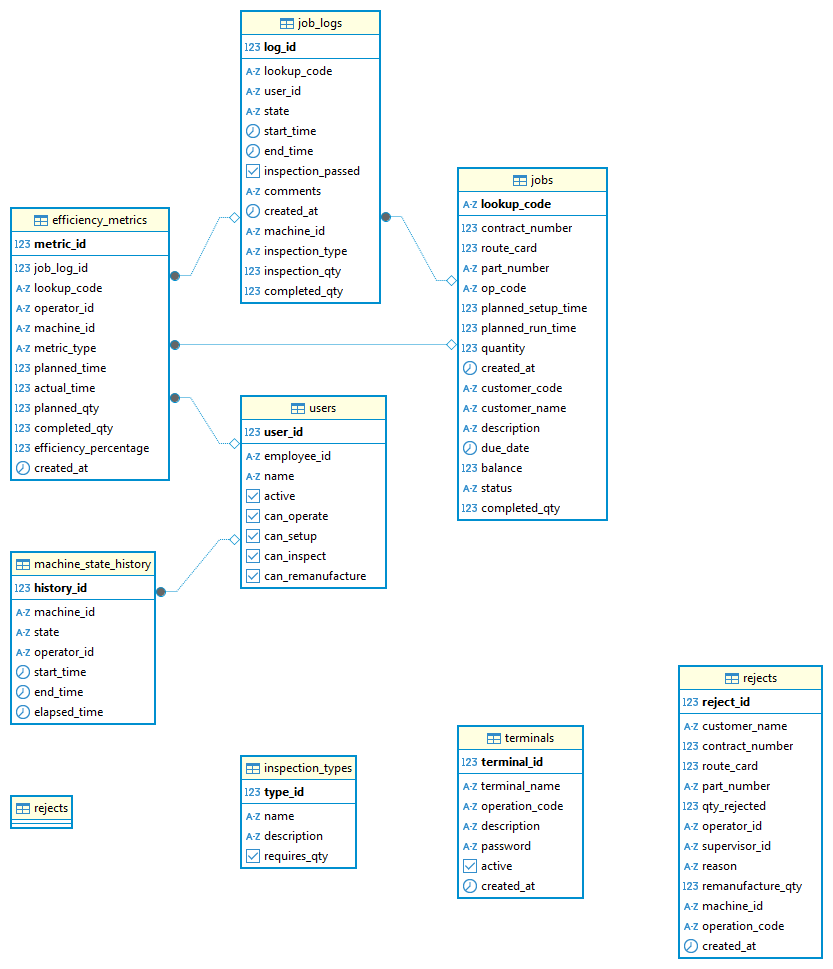 job_logs
123 log_id
A-Z lookup_code
A-Z user_id
A-Z state
start_time
end_time
inspection_passed
A-Z comments
created_at
A-Z machine_id
A-Z inspection_type
123 inspection_qty
123 completed_qty
jobs
A-Z lookup_code
123 contract_number
123 route_card
A-Z part_number
A-Z op_code
123 planned_setup_time
123 planned_run_time
123 quantity
created_at
A-Z customer_code
A-Z customer_name
A-Z description
due_date
123 balance
A-Z status
123 completed_qty
efficiency_metrics
123 metric_id
123 job_log_id
A-Z lookup_code
A-Z operator_id
A-Z machine_id
A-Z metric_type
123 planned_time
123 actual_time
123 planned_qty
123 completed_qty
123 efficiency_percentage
created_at
users
123 user_id
A-Z employee_id
A-Z name
active
can_operate
can_setup
can_inspect
can_remanufacture
machine_state_history
123 history_id
A-Z machine_id
A-Z state
A-Z operator_id
start_time
end_time
elapsed_time
rejects
inspection_types
123 type_id
A-Z name
A-Z description
requires_qty
terminals
123 terminal_id
A-Z terminal_name
A-Z operation_code
A-Z description
A-Z password
active
created_at
rejects
123 reject_id
A-Z customer_name
123 contract_number
123 route_card
A-Z part_number
123 qty_rejected
A-Z operator_id
A-Z supervisor_id
A-Z reason
123 remanufacture_qty
A-Z machine_id
A-Z operation_code
created_at